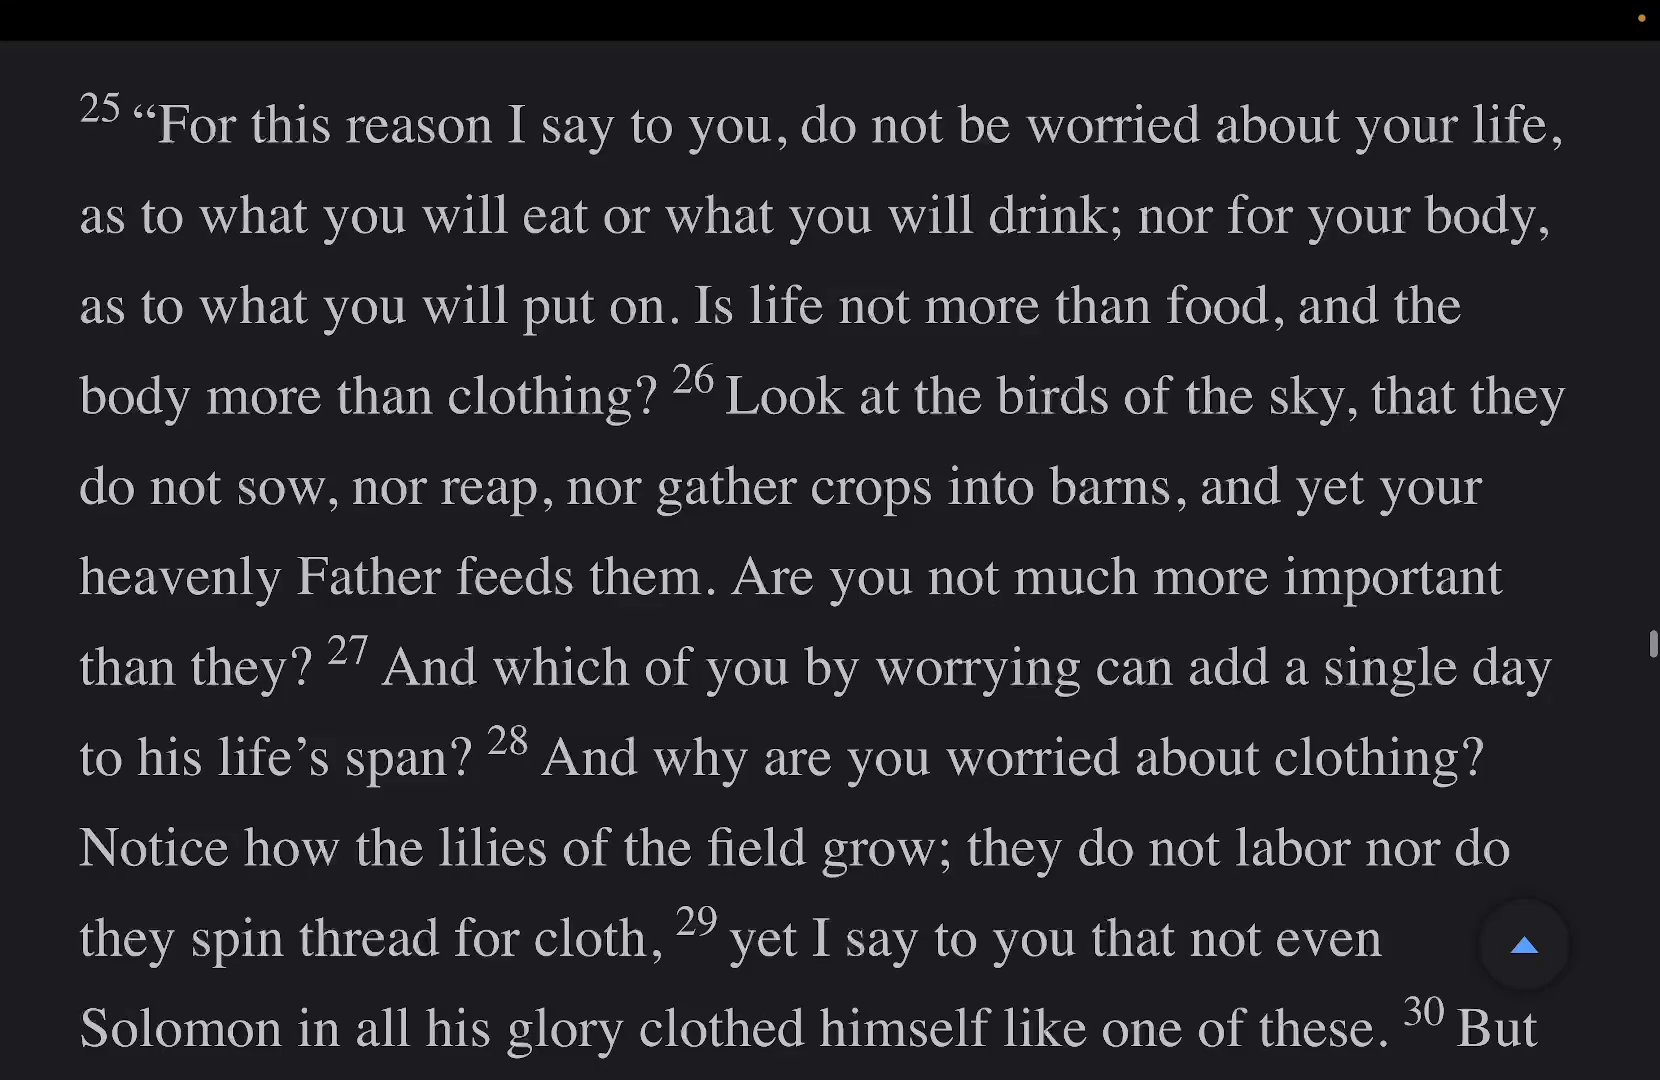 25 “For this reason I say to you, do not be worried about your life,
as to what you will eat or what you will drink; nor for your body,
as to what you will put on. Is life not more than food, and the
body more than clothing? 26 Look at the birds of the sky, that they
do not sow, nor reap, nor gather crops into barns, and yet your
heavenly Father feeds them. Are you not much more important
than they? 27 And which of you by worrying can add a single day
to his life’s span? 28 And why are you worried about clothing?
Notice how the lilies of the field grow; they do not labor nor do
they spin thread for cloth, 29 yet I say to you that not even
Solomon in all his glory clothed himself like one of these. 30 But